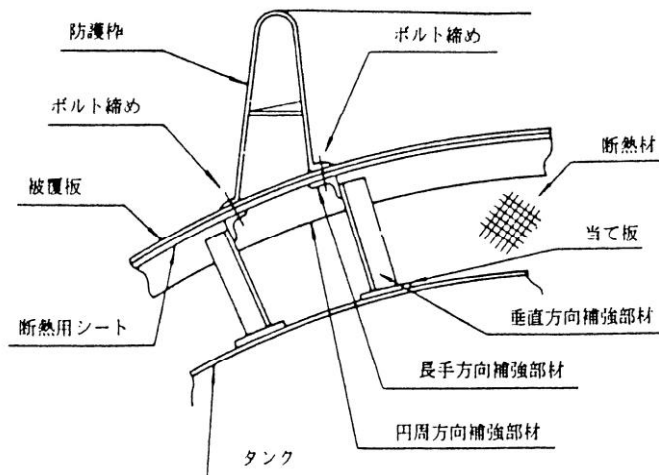 防護枠
ボルト締め
ボルト締め
断熱材
被覆板
当て板
断熱用シート
垂直方向補強部材
長手方向補強部材
円周方向補強部材
タンク